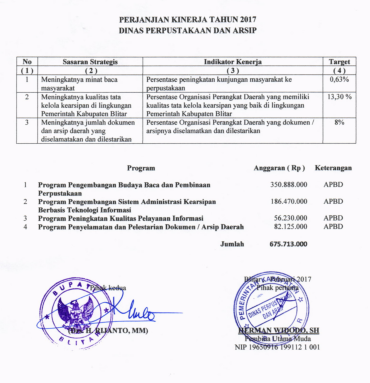 PERJANJIAN KINERJA TAHUN 2017
DINAS PERPUSTAKAAN DAN ARSIP
No Sasaran Strategis Indikator Kenerja Target
( 1 ) ( 2 ) ( 3 ) ( 4 )
1 Meningkatnya minat baca Persentase peningkatan kunjungan masyarakat ke 0,63%
masyarakat perpustakaan
2 Meningkatnya kualitas tata Persentase Organisasi Perangkat Daerah yang memiliki 13,30 %
kelola kearsipan di lingkungan kualitas tata kelola kearsipan yang baik di lingkungan
Pemerintah Kabupaten Blitar Pemerintah Kabupaten Blitar
3 Meningkatnya jumlah dokumen Persentase Organisasi Perangkat Daerah yang dokumen / 8%
dan arsip daerah yang arsipnya diselamatkan dan dilestarikan
diselamatakan dan dilestarikan
Program Anggaran ( Rp ) Keterangan
1 Program Pengembangan Budaya Baca dan Pembinaan 350.888.000 APBD
Perpustakaan
2 Program Pengembangan Sistem Administrasi Kearsipan 186.470.000 APBD
Berbasis Teknologi Informasi
3 Program Peningkatan Kualitas Pelayanan Informasi 56.230.000 APBD
4 Program Penyelamatan dan Pelestarian Dokumen / Arsip Daerah 82.125.000 APBD
Jumlah 675.713.000
Blitar, Februari 2017
Pihak kedua Pihak pertama
BUPATI
BLITAR
PEMERINTAH
DINAS PERPUSTAKAAN
DAN ARSIP
H. RIJANTO, MM)
HERMAN WIDODO, SH
Pembina Utama Muda
NIP 19650916 199112 1 001